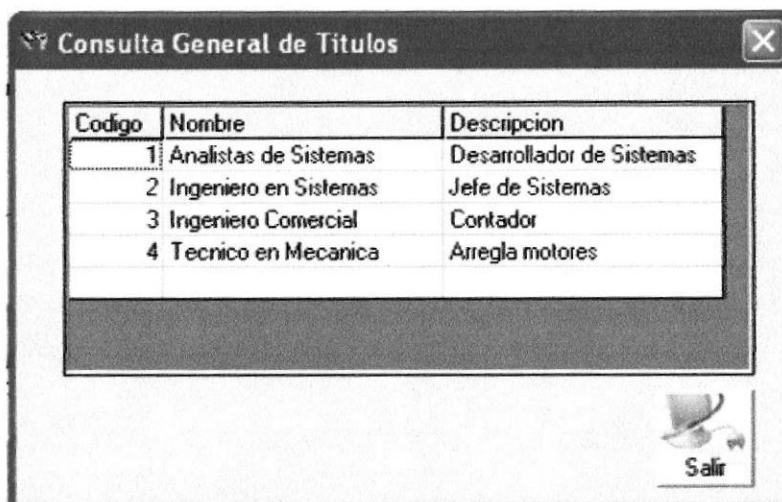 Consulta General de Titulos
Codigo Nombre Descripcion
1 Analistas de Sistemas Desarrollador de Sistemas
2 Ingeniero en Sistemas Jefe de Sistemas
3 Ingeniero Comercial Contador
4 Tecnico en Mecanica Arregla motores
Salir